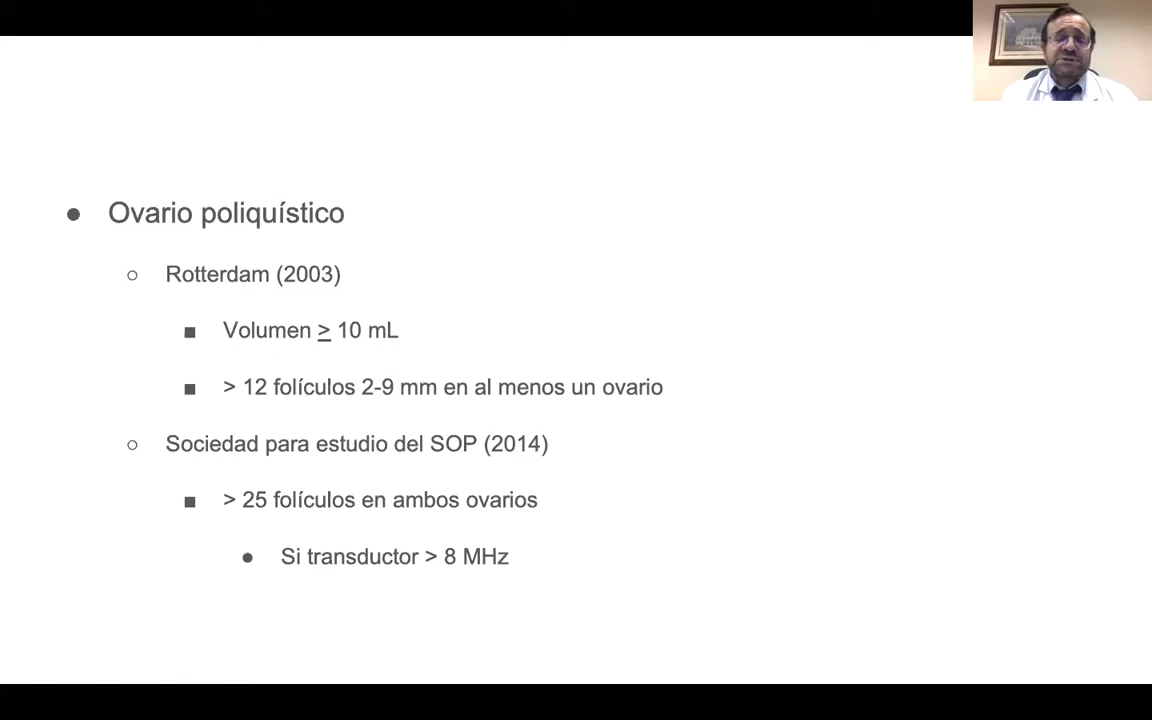 ● Ovario poliquístico
○ Rotterdam (2003)
■ Volumen ≥ 10 mL
■ > 12 folículos 2-9 mm en al menos un ovario
○ Sociedad para estudio del SOP (2014)
■ > 25 folículos en ambos ovarios
● Si transductor > 8 MHz